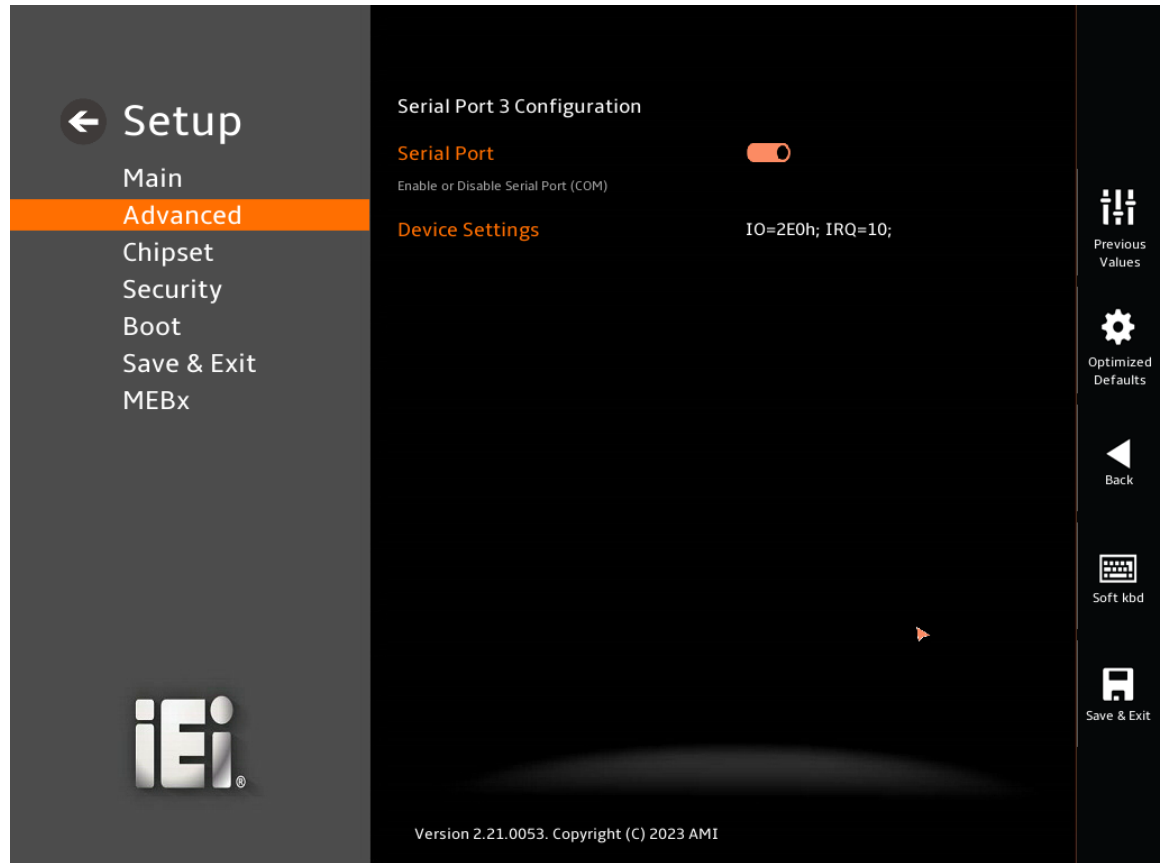 Setup
Main
Advanced
Chipset
Security
Boot
Save & Exit
MEBx
iEi®
Serial Port 3 Configuration
Serial Port
Enable or Disable Serial Port (COM)
Device Settings IO=2E0h; IRQ=10;
Version 2.21.0053. Copyright (C) 2023 AMI
Previous
Values
Optimized
Defaults
Back
Soft kbd
Save & Exit